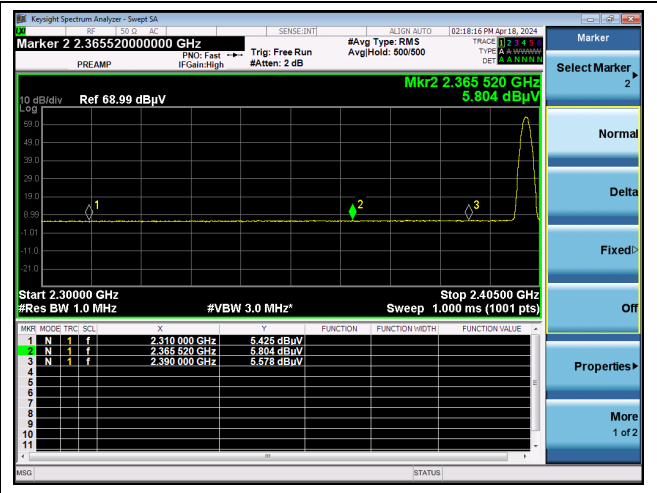 Keysight Spectrum Analyzer - Swept SA
LXI RF 50 Ω AC SENSE:INT ALIGN AUTO 02:18:16 PM Apr 18, 2024
Marker 2 2.365520000000 GHz
PREAMP
PNO: Fast
IFGain:High
Trig: Free Run
#Atten: 2 dB
#Avg Type: RMS
Avg|Hold: 500/500
TRACE 1 2 3 4 5 6
TYPE A A WWWW
DET A A N N N N
Mkr2 2.365 520 GHz
5.804 dBµV
10 dB/div Ref 68.99 dBµV
Log
59.0
49.0
39.0
29.0
19.0
0.99
-1.01
-11.0
-21.0
1
2
3
Start 2.30000 GHz Stop 2.40500 GHz
#Res BW 1.0 MHz #VBW 3.0 MHz* Sweep 1.000 ms (1001 pts)
MKR MODE TRC SCL X Y FUNCTION FUNCTION WIDTH FUNCTION VALUE
1 N 1 f 2.310 000 GHz 5.425 dBµV
2 N 1 f 2.365 520 GHz 5.804 dBµV
3 N 1 f 2.390 000 GHz 5.578 dBµV
4
5
6
7
8
9
10
11
MSG STATUS
Marker
Select Marker
2
Normal
Delta
Fixed
Off
Properties
More
1 of 2